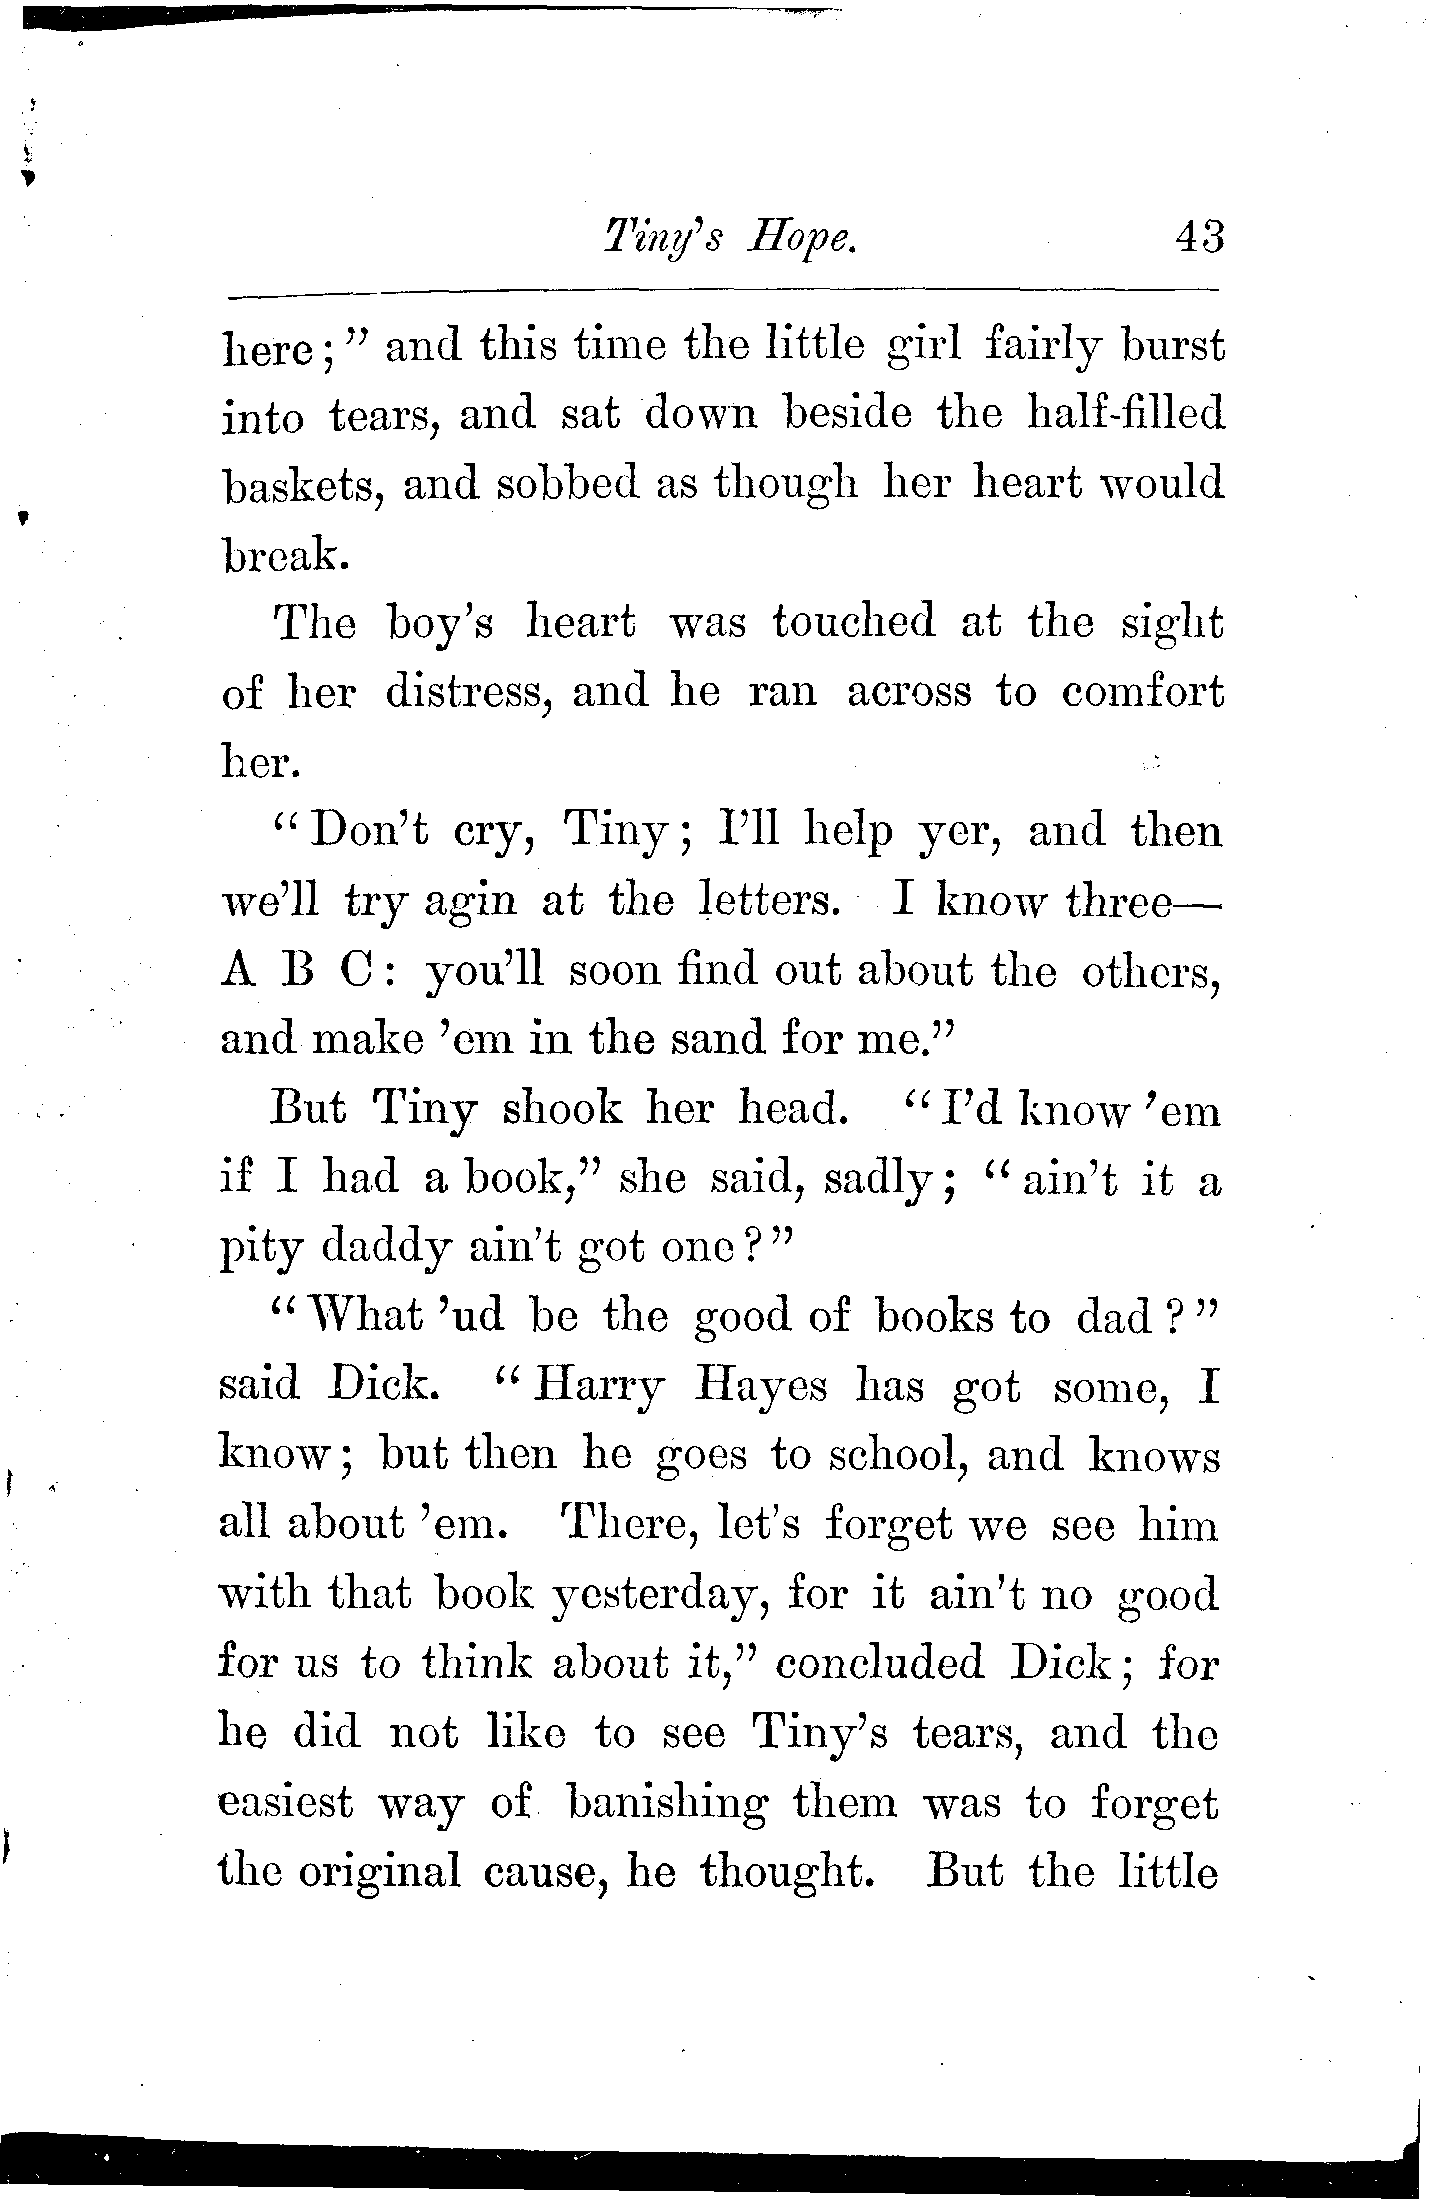 Tiny's Hope. 43
here;" and this time the little girl fairly burst
into tears, and sat down beside the half-filled
baskets, and sobbed as though her heart would
break.
The boy's heart was touched at the sight
of her distress, and he ran across to comfort
her.
"Don't cry, Tiny; I'll help yer, and then
we'll try agin at the letters. I know three—
A B C: you'll soon find out about the others,
and make 'em in the sand for me."
But Tiny shook her head. "I'd know 'em
if I had a book," she said, sadly; "ain't it a
pity daddy ain't got one?"
"What 'ud be the good of books to dad?"
said Dick. "Harry Hayes has got some, I
know; but then he goes to school, and knows
all about 'em. There, let's forget we see him
with that book yesterday, for it ain't no good
for us to think about it," concluded Dick; for
he did not like to see Tiny's tears, and the
easiest way of banishing them was to forget
the original cause, he thought. But the little